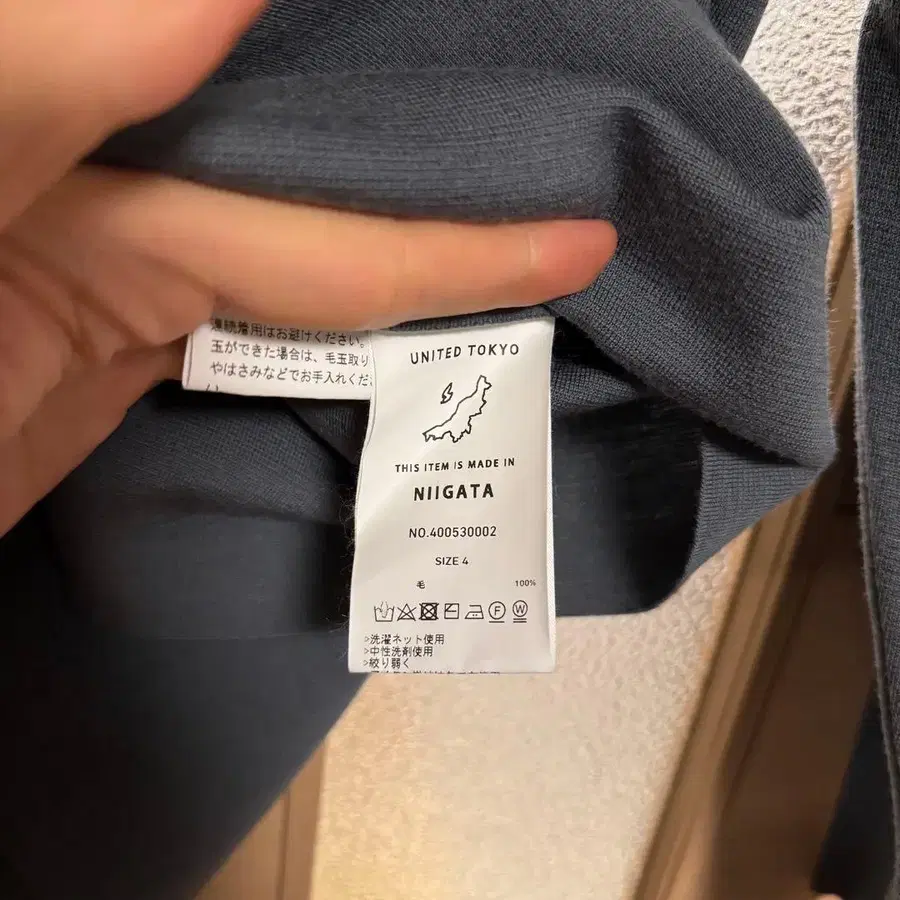 連続着用はお避けください。
玉ができた場合は、毛玉取り
やはさみなどでお手入れくだ
UNITED TOKYO
THIS ITEM IS MADE IN
NIIGATA
NO.400530002
SIZE 4
毛 100%
F W
>洗濯ネット使用
>中性洗剤使用
>絞り弱く